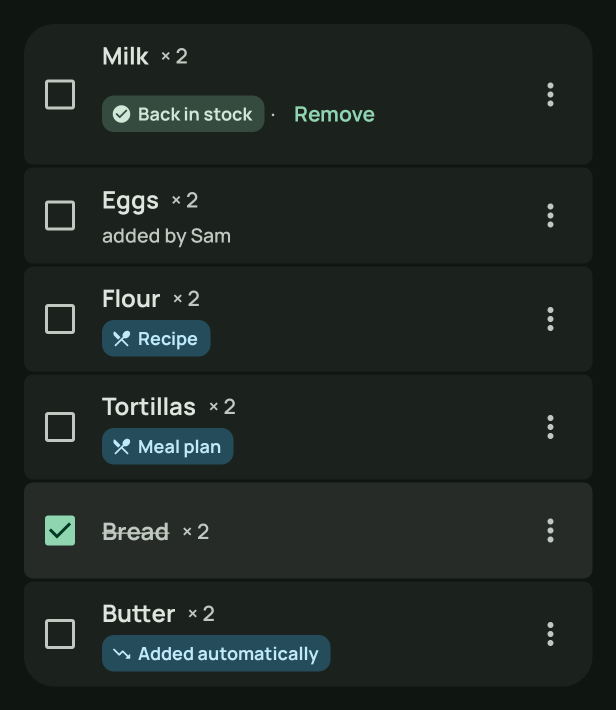 Milk × 2
Back in stock · Remove
Eggs × 2
added by Sam
Flour × 2
Recipe
Tortillas × 2
Meal plan
Bread × 2
Butter × 2
Added automatically